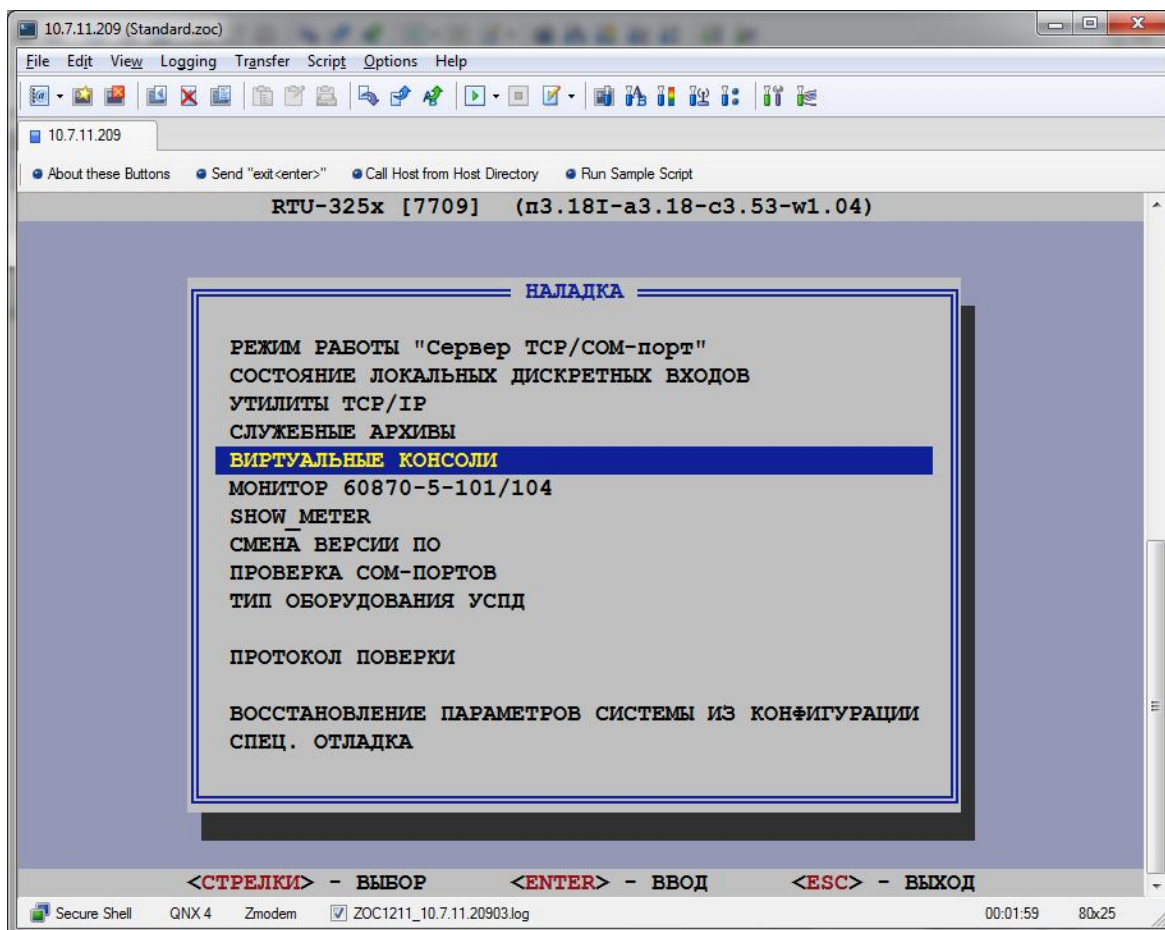 10.7.11.209 (Standard.zoc)
File Edit View Logging Transfer Script Options Help
10.7.11.209
About these Buttons Send "exit<enter>" Call Host from Host Directory Run Sample Script
RTU-325x [7709] (п3.18I-a3.18-c3.53-w1.04)
НАЛАДКА
РЕЖИМ РАБОТЫ "Сервер TCP/COM-порт"
СОСТОЯНИЕ ЛОКАЛЬНЫХ ДИСКРЕТНЫХ ВХОДОВ
УТИЛИТЫ TCP/IP
СЛУЖЕБНЫЕ АРХИВЫ
ВИРТУАЛЬНЫЕ КОНСОЛИ
МОНИТОР 60870-5-101/104
SHOW_METER
СМЕНА ВЕРСИИ ПО
ПРОВЕРКА COM-ПОРТОВ
ТИП ОБОРУДОВАНИЯ УСПД
ПРОТОКОЛ ПОВЕРКИ
ВОССТАНОВЛЕНИЕ ПАРАМЕТРОВ СИСТЕМЫ ИЗ КОНФИГУРАЦИИ
СПЕЦ. ОТЛАДКА
<СТРЕЛКИ> - ВЫБОР <ENTER> - ВВОД <ESC> - ВЫХОД
Secure Shell QNX 4 Zmodem ZOC1211_10.7.11.20903.log 00:01:59 80x25